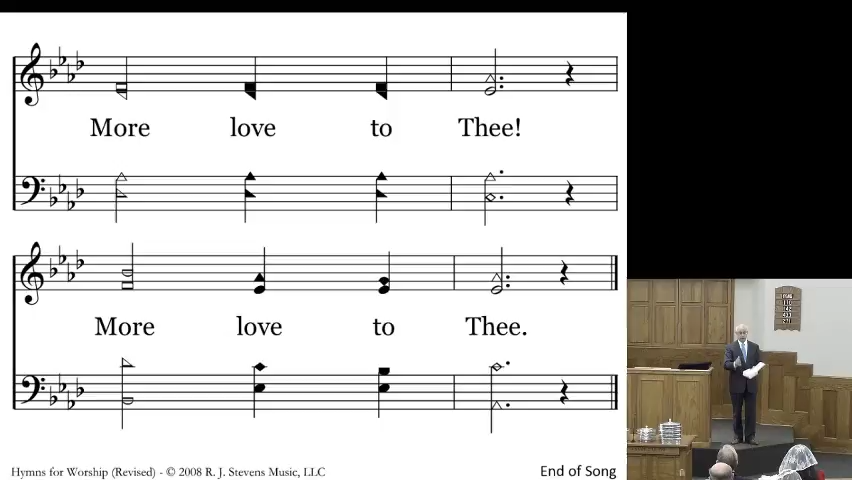 More love to Thee!
More love to Thee.
Hymns for Worship (Revised) - © 2008 R. J. Stevens Music, LLC
End of Song